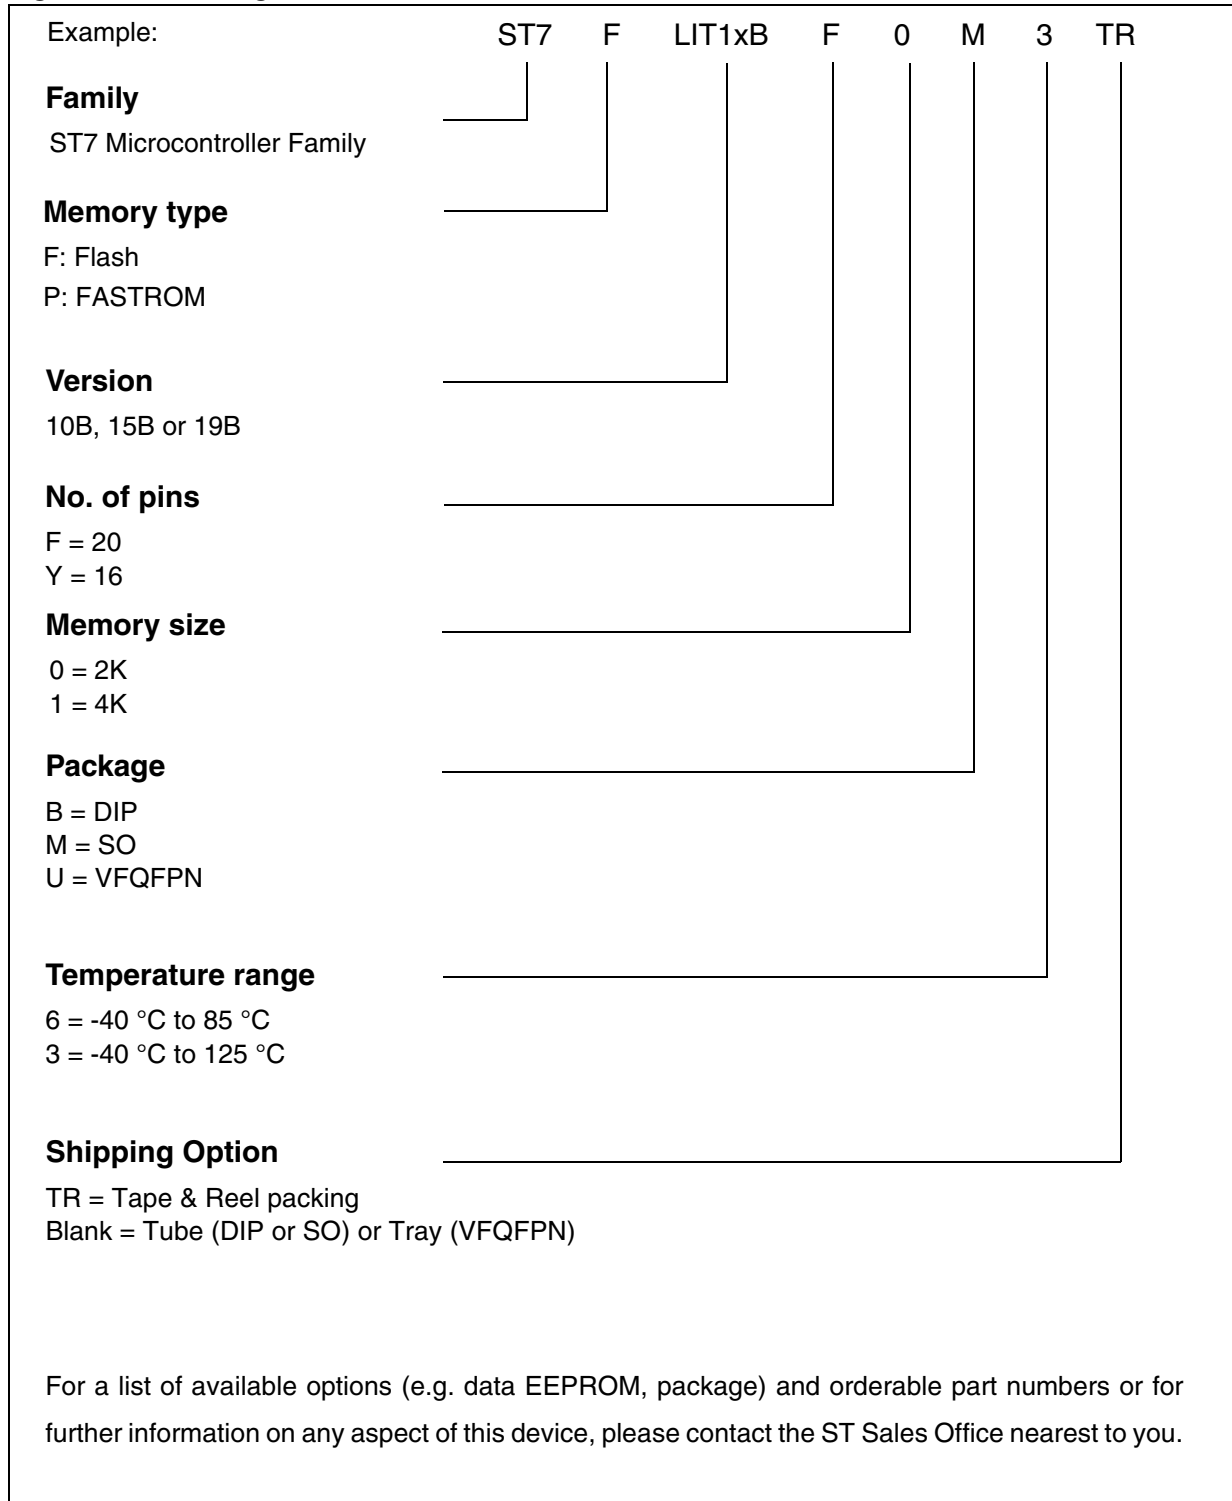 Example: ST7 F LIT1xB F 0 M 3 TR
Family
ST7 Microcontroller Family
Memory type
F: Flash
P: FASTROM
Version
10B, 15B or 19B
No. of pins
F = 20
Y = 16
Memory size
0 = 2K
1 = 4K
Package
B = DIP
M = SO
U = VFQFPN
Temperature range
6 = -40 °C to 85 °C
3 = -40 °C to 125 °C
Shipping Option
TR = Tape & Reel packing
Blank = Tube (DIP or SO) or Tray (VFQFPN)
For a list of available options (e.g. data EEPROM, package) and orderable part numbers or for
further information on any aspect of this device, please contact the ST Sales Office nearest to you.